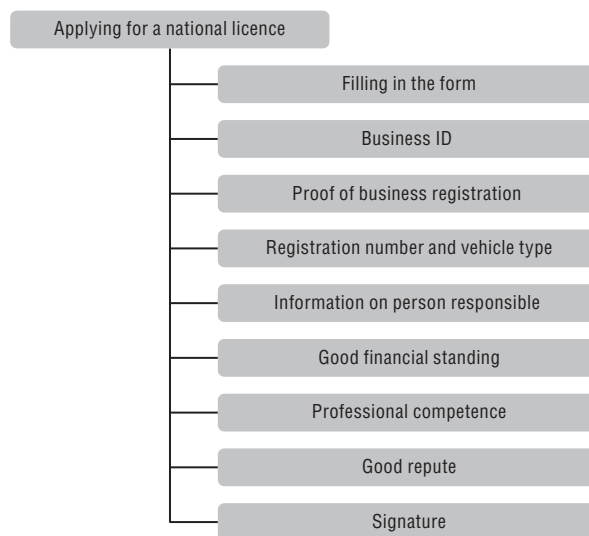 Applying for a national licence
Filling in the form
Business ID
Proof of business registration
Registration number and vehicle type
Information on person responsible
Good financial standing
Professional competence
Good repute
Signature